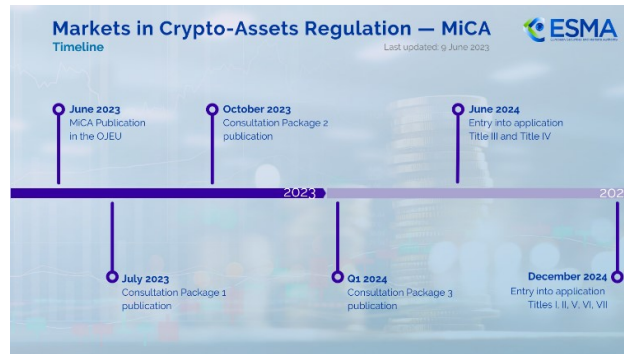 Markets in Crypto-Assets Regulation — MiCA
ESMA
Timeline
Last updated: 9 June 2023
June 2023
MiCA Publication
in the OJEU
October 2023
Consultation Package 2
publication
June 2024
Entry into application
Title III and Title IV
2023
202
July 2023
Consultation Package 1
publication
Q1 2024
Consultation Package 3
publication
December 2024
Entry into application
Titles I, II, V, VI, VII